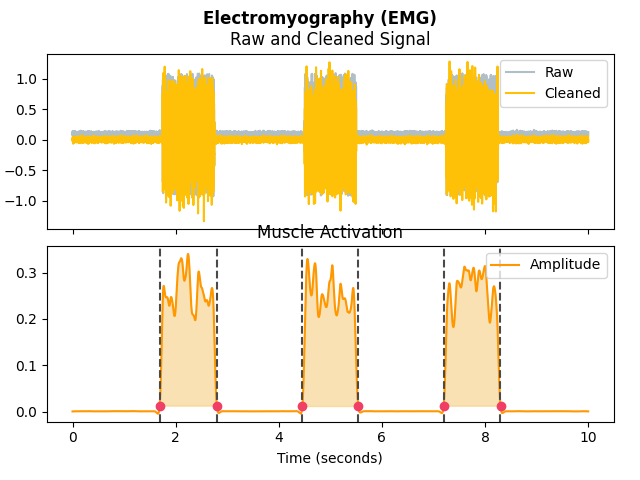 Electromyography (EMG)
Raw and Cleaned Signal
1.0
0.5
0.0
−0.5
−1.0
Raw
Cleaned
Muscle Activation
0.3
0.2
0.1
0.0
Amplitude
0 2 4 6 8 10
Time (seconds)